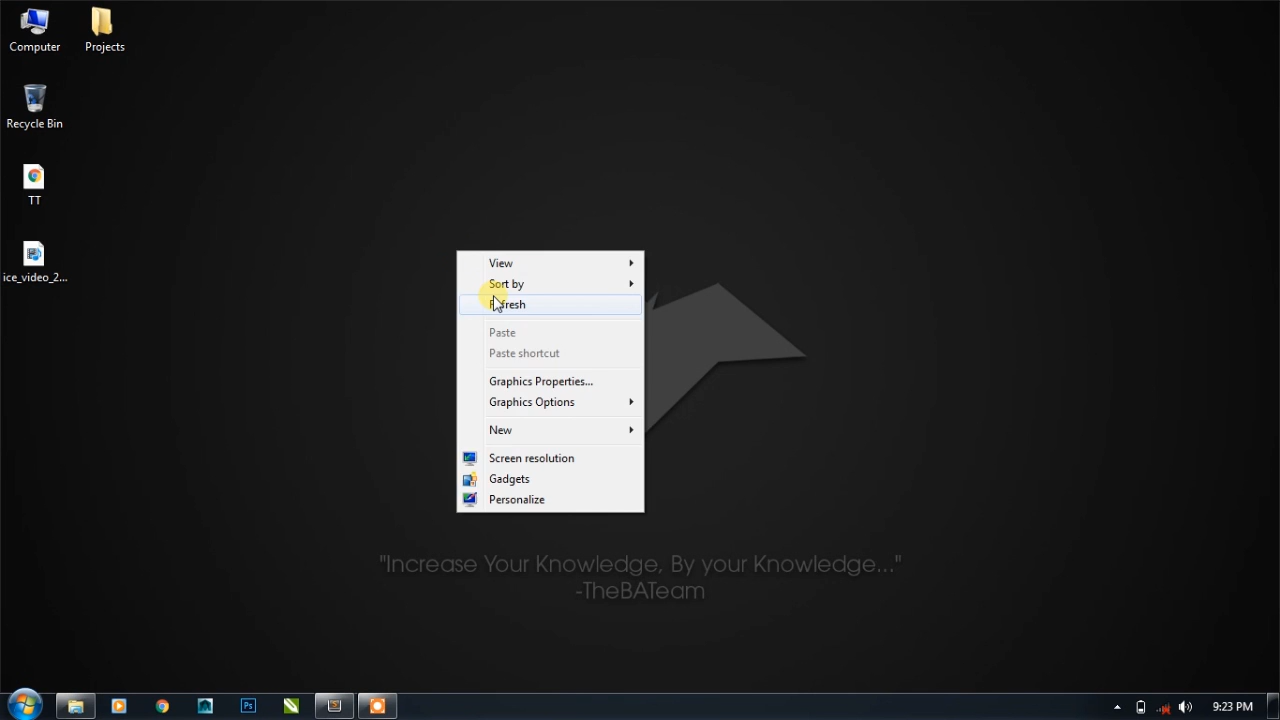 Computer
Projects
Recycle Bin
TT
ice_video_2...
View
Sort by
Refresh
Paste
Paste shortcut
Graphics Properties...
Graphics Options
New
Screen resolution
Gadgets
Personalize
"Increase Your Knowledge, By your Knowledge..."
-TheBATeam
Ps
9:23 PM